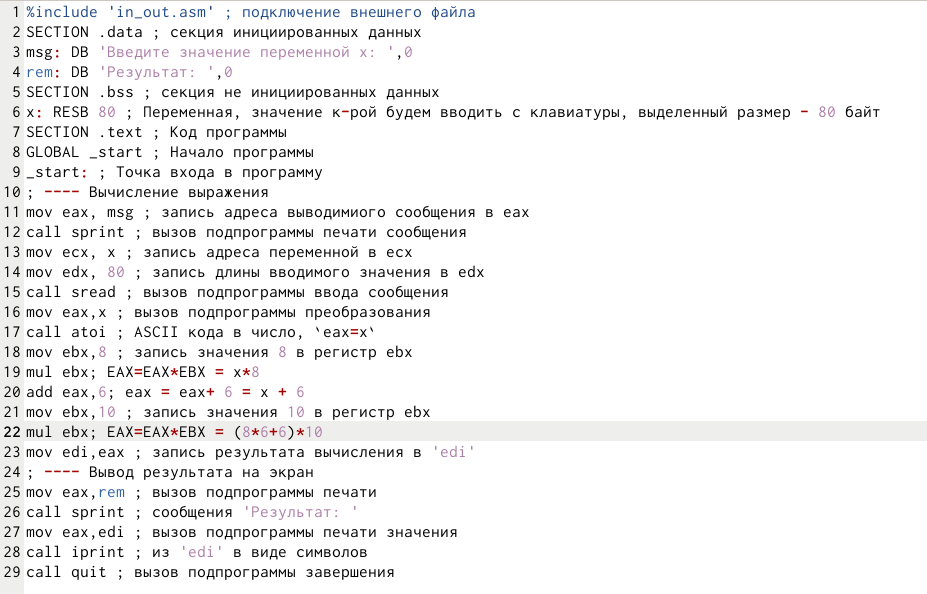 1 %include 'in_out.asm' ; подключение внешнего файла
2 SECTION .data ; секция инициированных данных
3 msg: DB 'Введите значение переменной x: ',0
4 rem: DB 'Результат: ',0
5 SECTION .bss ; секция не инициированных данных
6 x: RESB 80 ; Переменная, значение к-рой будем вводить с клавиатуры, выделенный размер - 80 байт
7 SECTION .text ; Код программы
8 GLOBAL _start ; Начало программы
9 _start: ; Точка входа в программу
10 ; ---- Вычисление выражения
11 mov eax, msg ; запись адреса выводимиого сообщения в eax
12 call sprint ; вызов подпрограммы печати сообщения
13 mov ecx, x ; запись адреса переменной в ecx
14 mov edx, 80 ; запись длины вводимого значения в edx
15 call sread ; вызов подпрограммы ввода сообщения
16 mov eax,x ; вызов подпрограммы преобразования
17 call atoi ; ASCII кода в число, `eax=x`
18 mov ebx,8 ; запись значения 8 в регистр ebx
19 mul ebx; EAX=EAX*EBX = x*8
20 add eax,6; eax = eax+ 6 = x + 6
21 mov ebx,10 ; запись значения 10 в регистр ebx
22 mul ebx; EAX=EAX*EBX = (8*6+6)*10
23 mov edi,eax ; запись результата вычисления в 'edi'
24 ; ---- Вывод результата на экран
25 mov eax,rem ; вызов подпрограммы печати
26 call sprint ; сообщения 'Результат: '
27 mov eax,edi ; вызов подпрограммы печати значения
28 call iprint ; из 'edi' в виде символов
29 call quit ; вызов подпрограммы завершения